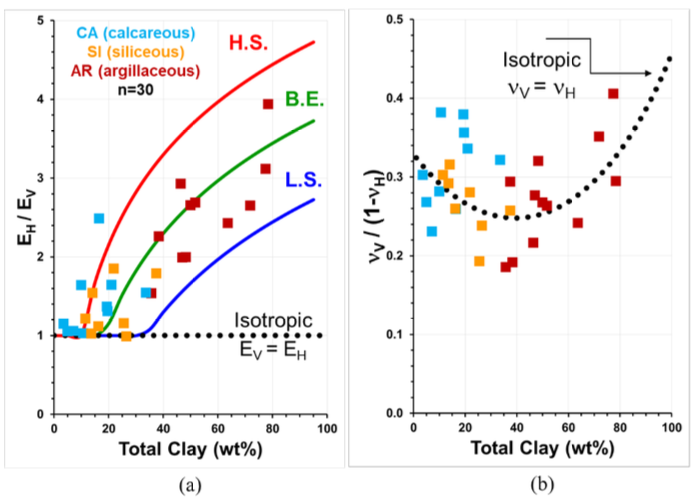 CA (calcareous)
SI (siliceous)
AR (argillaceous)
n=30
H.S.
B.E.
L.S.
Isotropic
E_V = E_H
E_H / E_V
5
4
3
2
1
0
0 20 40 60 80 100
Total Clay (wt%)
(a)
Isotropic
ν_V = ν_H
ν_V / (1-ν_H)
0.5
0.4
0.3
0.2
0.1
0.0
0 20 40 60 80 100
Total Clay (wt%)
(b)